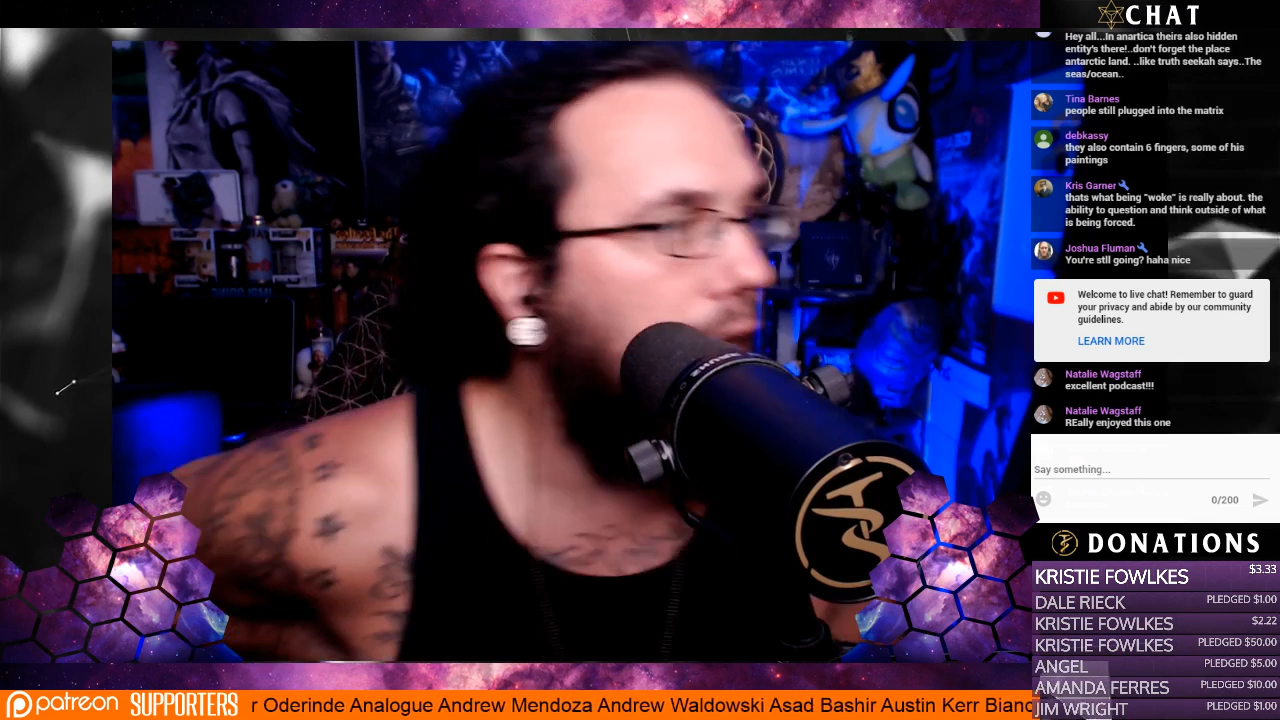 CHAT
Hey all...In anartica theirs also hidden
entity's there!..don't forget the place
antarctic land. ..like truth seekah says..The
seas/ocean..
Tina Barnes
people still plugged into the matrix
debkassy
they also contain 6 fingers, some of his
paintings
Kris Garner
thats what being "woke" is really about. the
ability to question and think outside of what
is being forced.
Joshua Fluman
You're stll going? haha nice
Welcome to live chat! Remember to guard
your privacy and abide by our community
guidelines.
LEARN MORE
Natalie Wagstaff
excellent podcast!!!
Natalie Wagstaff
REally enjoyed this one
Say something...
0/200
DONATIONS
KRISTIE FOWLKES $3.33
DALE RIECK PLEDGED $1.00
KRISTIE FOWLKES $2.22
KRISTIE FOWLKES PLEDGED $50.00
ANGEL PLEDGED $5.00
AMANDA FERRES PLEDGED $10.00
JIM WRIGHT PLEDGED $1.00
patreon SUPPORTERS r Oderinde Analogue Andrew Mendoza Andrew Waldowski Asad Bashir Austin Kerr Bianc